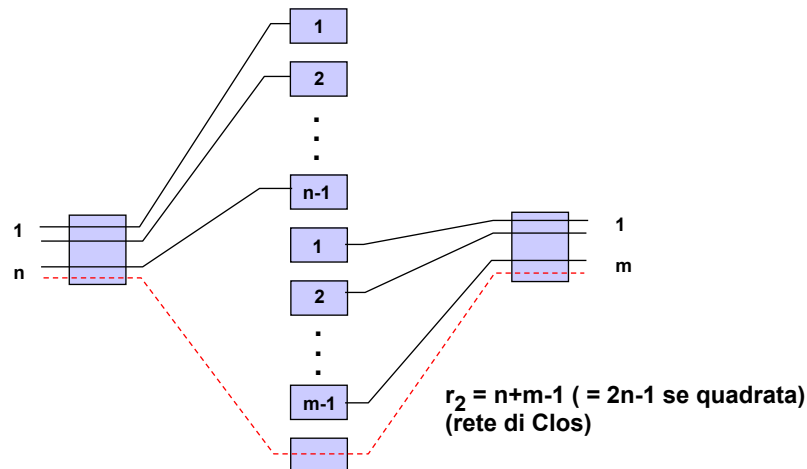 1
2
.
.
.
n-1
1
n
1
2
.
.
.
m-1
1
m
r2 = n+m-1 ( = 2n-1 se quadrata)
(rete di Clos)